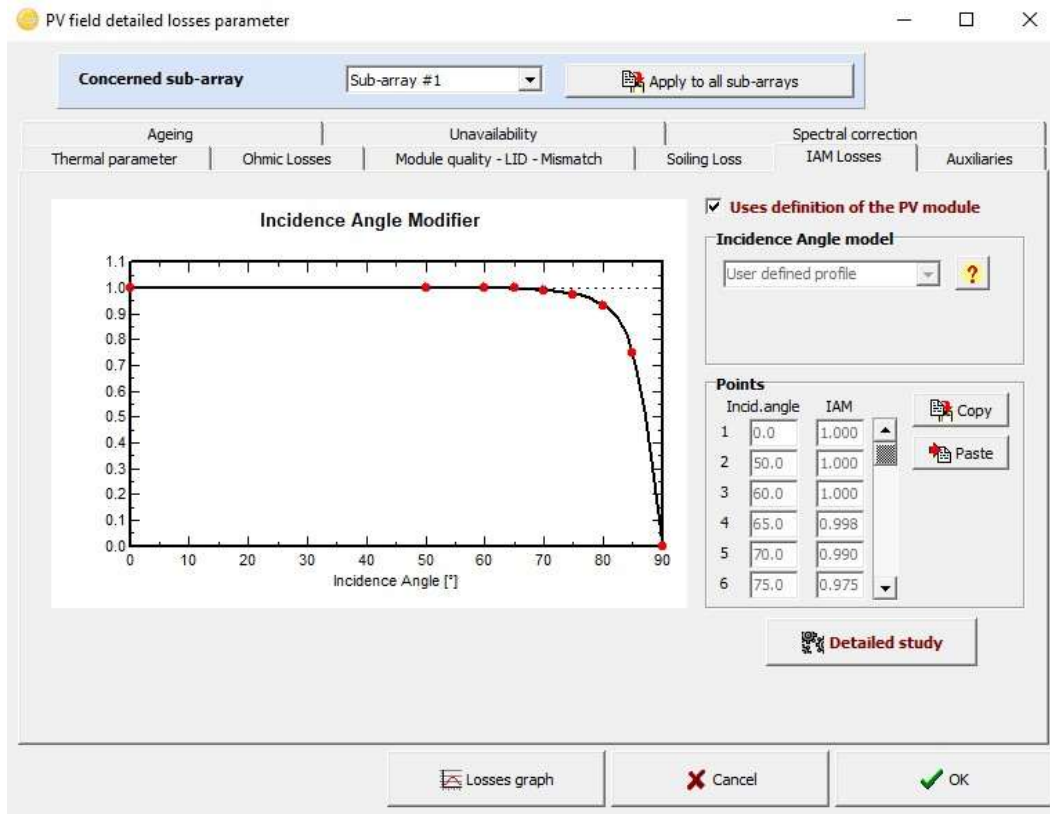 PV field detailed losses parameter
Concerned sub-array Sub-array #1 Apply to all sub-arrays
Ageing Unavailability Spectral correction
Thermal parameter Ohmic Losses Module quality - LID - Mismatch Soiling Loss IAM Losses Auxiliaries
Incidence Angle Modifier
1.1
1.0
0.9
0.8
0.7
0.6
0.5
0.4
0.3
0.2
0.1
0.0
0 10 20 30 40 50 60 70 80 90
Incidence Angle [°]
Uses definition of the PV module
Incidence Angle model
User defined profile ?
Points
Incid.angle IAM Copy
1 0.0 1.000
2 50.0 1.000 Paste
3 60.0 1.000
4 65.0 0.998
5 70.0 0.990
6 75.0 0.975
Detailed study
Losses graph Cancel OK